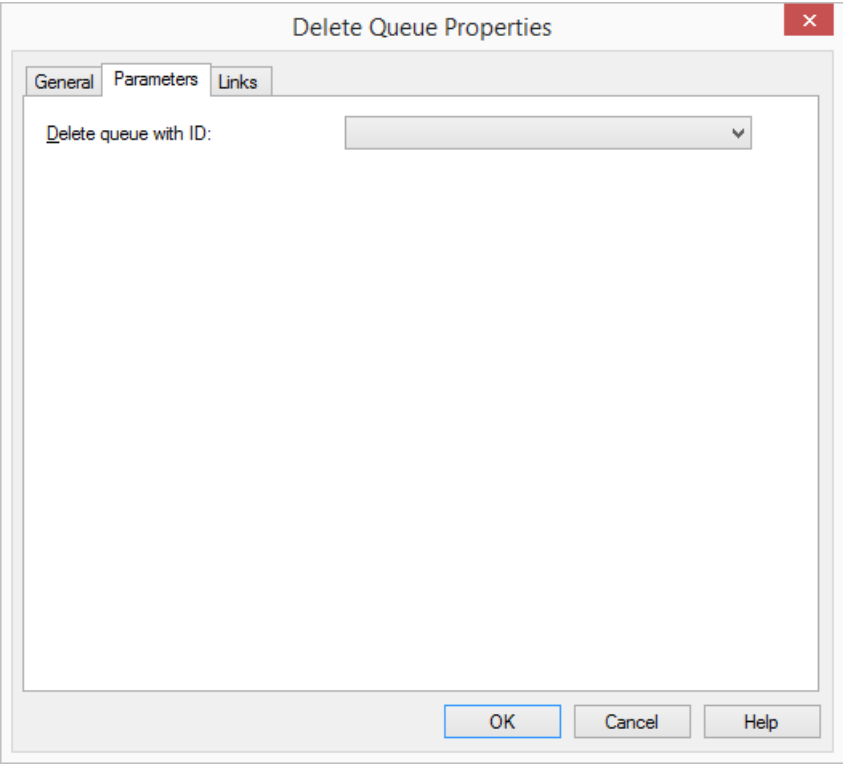 Delete Queue Properties
General Parameters Links
Delete queue with ID:
OK Cancel Help